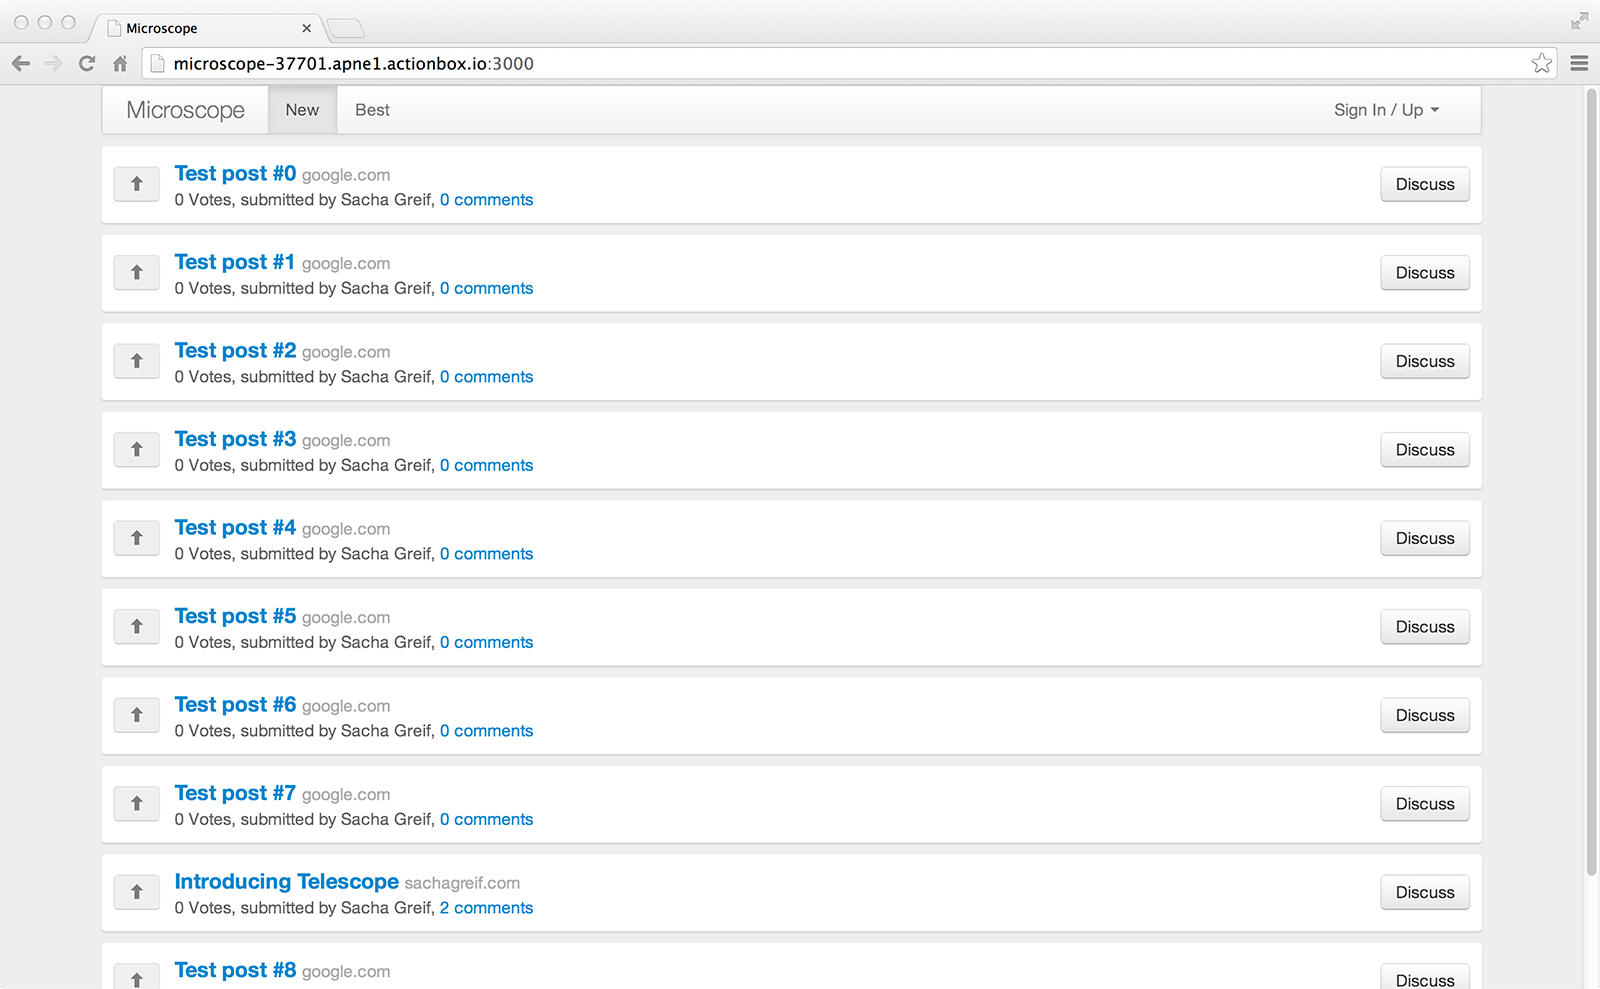 Microscope
microscope-37701.apne1.actionbox.io:3000
Microscope New Best Sign In / Up
Test post #0 google.com
0 Votes, submitted by Sacha Greif, 0 comments
Discuss
Test post #1 google.com
0 Votes, submitted by Sacha Greif, 0 comments
Discuss
Test post #2 google.com
0 Votes, submitted by Sacha Greif, 0 comments
Discuss
Test post #3 google.com
0 Votes, submitted by Sacha Greif, 0 comments
Discuss
Test post #4 google.com
0 Votes, submitted by Sacha Greif, 0 comments
Discuss
Test post #5 google.com
0 Votes, submitted by Sacha Greif, 0 comments
Discuss
Test post #6 google.com
0 Votes, submitted by Sacha Greif, 0 comments
Discuss
Test post #7 google.com
0 Votes, submitted by Sacha Greif, 0 comments
Discuss
Introducing Telescope sachagreif.com
0 Votes, submitted by Sacha Greif, 2 comments
Discuss
Test post #8 google.com
Discuss